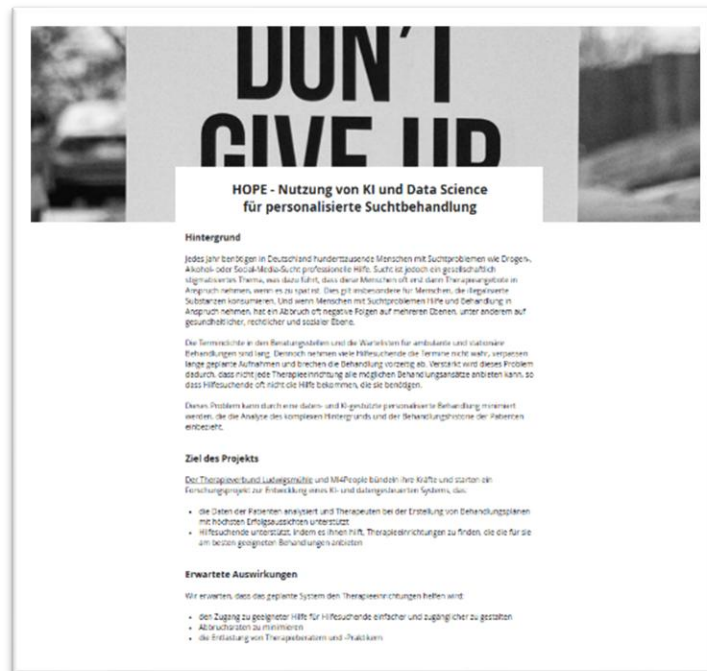 DON'T
GIVE UP
HOPE - Nutzung von KI und Data Science
für personalisierte Suchtbehandlung
Hintergrund
Jedes Jahr benötigen in Deutschland hunderttausende Menschen mit Suchtproblemen wie Drogen-,
Alkohol- oder Social-Media-Sucht professionelle Hilfe. Sucht ist jedoch ein gesellschaftlich
stigmatisiertes Thema, was dazu führt, dass diese Menschen oft erst dann Therapieangebote in
Anspruch nehmen, wenn es zu spät ist. Dies gilt insbesondere für Menschen, die illegalisierte
Substanzen konsumieren. Und wenn Menschen mit Suchtproblemen Hilfe und Behandlung in
Anspruch nehmen, hat ein Abbruch oft negative Folgen auf mehreren Ebenen, unter anderem auf
gesundheitlicher, rechtlicher und sozialer Ebene.
Die Termindichte in den Beratungsstellen und die Wartelisten für ambulante und stationäre
Behandlungen sind lang. Dennoch nehmen viele Hilfesuchende die Termine nicht wahr, verpassen
lange geplante Aufnahmen und brechen die Behandlung vorzeitig ab. Verstärkt wird dieses Problem
dadurch, dass nicht jede Therapieeinrichtung alle möglichen Behandlungsansätze anbieten kann, so
dass Hilfesuchende oft nicht die Hilfe bekommen, die sie benötigen.
Dieses Problem kann durch eine daten- und KI-gestützte personalisierte Behandlung minimiert
werden, die die Analyse des komplexen Hintergrunds und der Behandlungshistorie der Patienten
einbezieht.
Ziel des Projekts
Der Therapieverbund Ludwigsmühle und MI4People bündeln ihre Kräfte und starten ein
Forschungsprojekt zur Entwicklung eines KI- und datengesteuerten Systems, das:
• die Daten der Patienten analysiert und Therapeuten bei der Erstellung von Behandlungsplänen
mit höchsten Erfolgsaussichten unterstützt
• Hilfesuchende unterstützt, indem es ihnen hilft, Therapieeinrichtungen zu finden, die die für sie
am besten geeigneten Behandlungen anbieten
Erwartete Auswirkungen
Wir erwarten, dass das geplante System den Therapieeinrichtungen helfen wird:
• den Zugang zu geeigneter Hilfe für Hilfesuchende einfacher und zugänglicher zu gestalten
• Abbruchsraten zu minimieren
• die Entlastung von Therapieberatern und -Praktikern